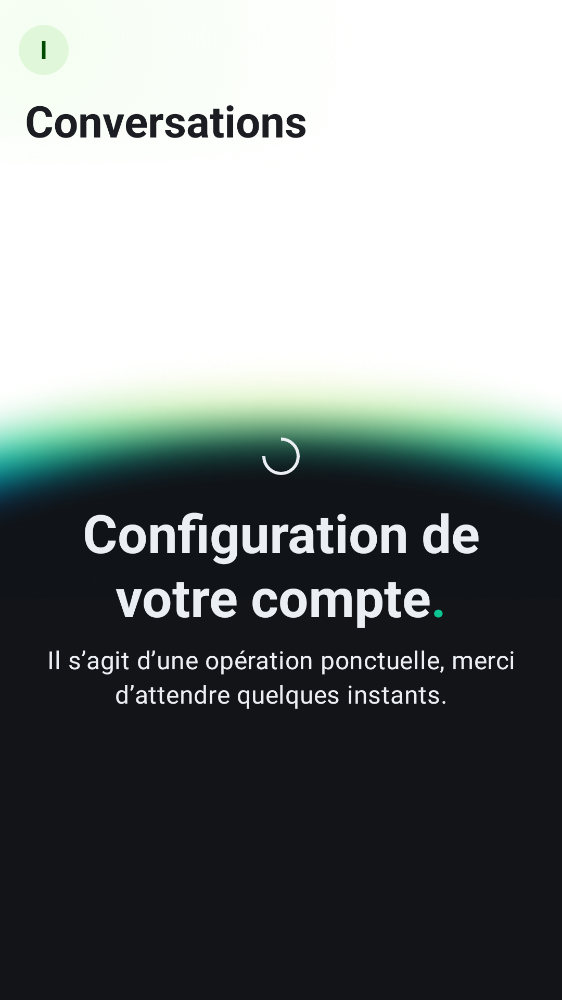 I
Conversations
Configuration de
votre compte.
Il s’agit d’une opération ponctuelle, merci
d’attendre quelques instants.